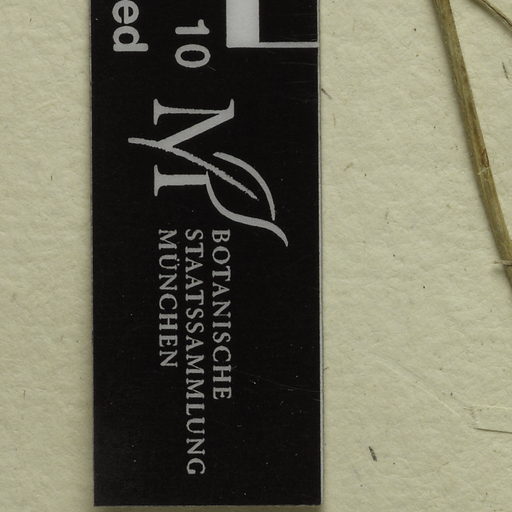 10
ed
BOTANISCHE
STAATSSAMMLUNG
MÜNCHEN